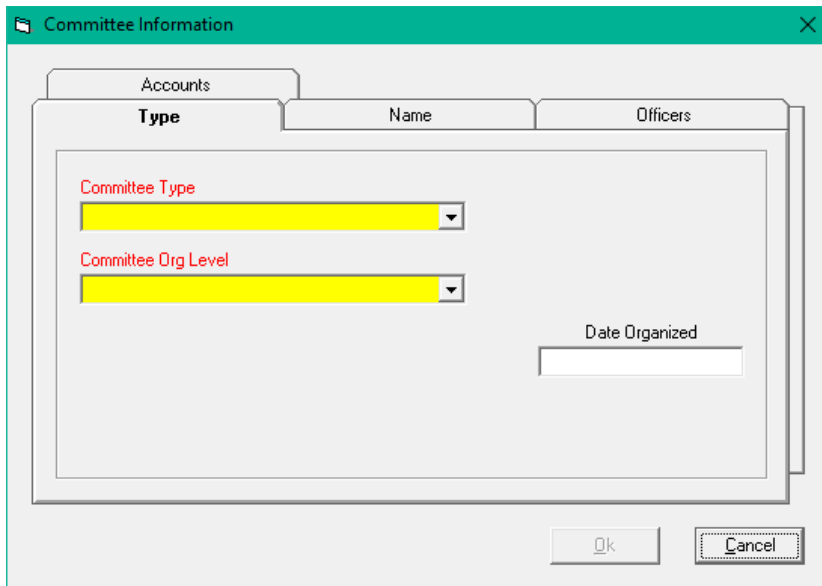 Committee Information
Accounts
Type Name Officers
Committee Type
Committee Org Level
Date Organized
Ok Cancel